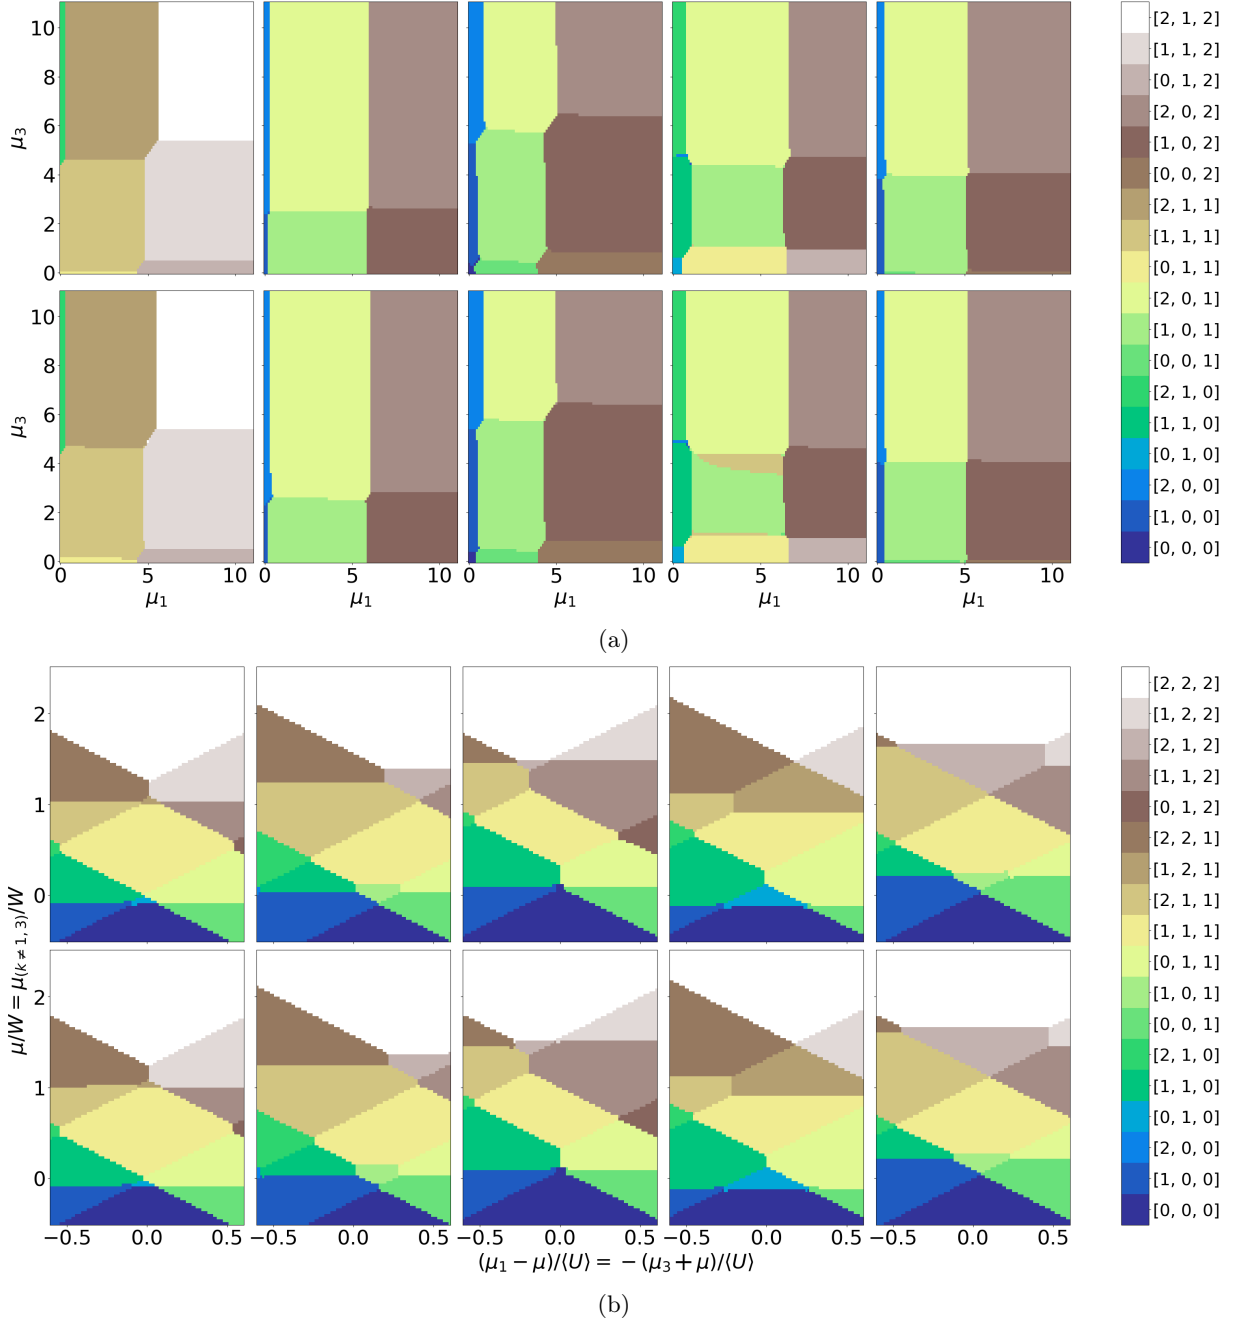 10
8
6
4
2
0
μ₃
10
8
6
4
2
0
μ₃
0 5 10
0 5 10
0 5 10
0 5 10
0 5 10
μ₁ μ₁ μ₁ μ₁ μ₁
[2, 1, 2]
[1, 1, 2]
[0, 1, 2]
[2, 0, 2]
[1, 0, 2]
[0, 0, 2]
[2, 1, 1]
[1, 1, 1]
[0, 1, 1]
[2, 0, 1]
[1, 0, 1]
[0, 0, 1]
[2, 1, 0]
[1, 1, 0]
[0, 1, 0]
[2, 0, 0]
[1, 0, 0]
[0, 0, 0]
(a)
2
1
0
2
1
0
μ/W = μ(k≠1, 3)/W
−0.5 0.0 0.5
−0.5 0.0 0.5
−0.5 0.0 0.5
−0.5 0.0 0.5
−0.5 0.0 0.5
(μ₁ − μ)/⟨U⟩ = − (μ₃ + μ)/⟨U⟩
[2, 2, 2]
[1, 2, 2]
[2, 1, 2]
[1, 1, 2]
[0, 1, 2]
[2, 2, 1]
[1, 2, 1]
[2, 1, 1]
[1, 1, 1]
[0, 1, 1]
[1, 0, 1]
[0, 0, 1]
[2, 1, 0]
[1, 1, 0]
[0, 1, 0]
[2, 0, 0]
[1, 0, 0]
[0, 0, 0]
(b)